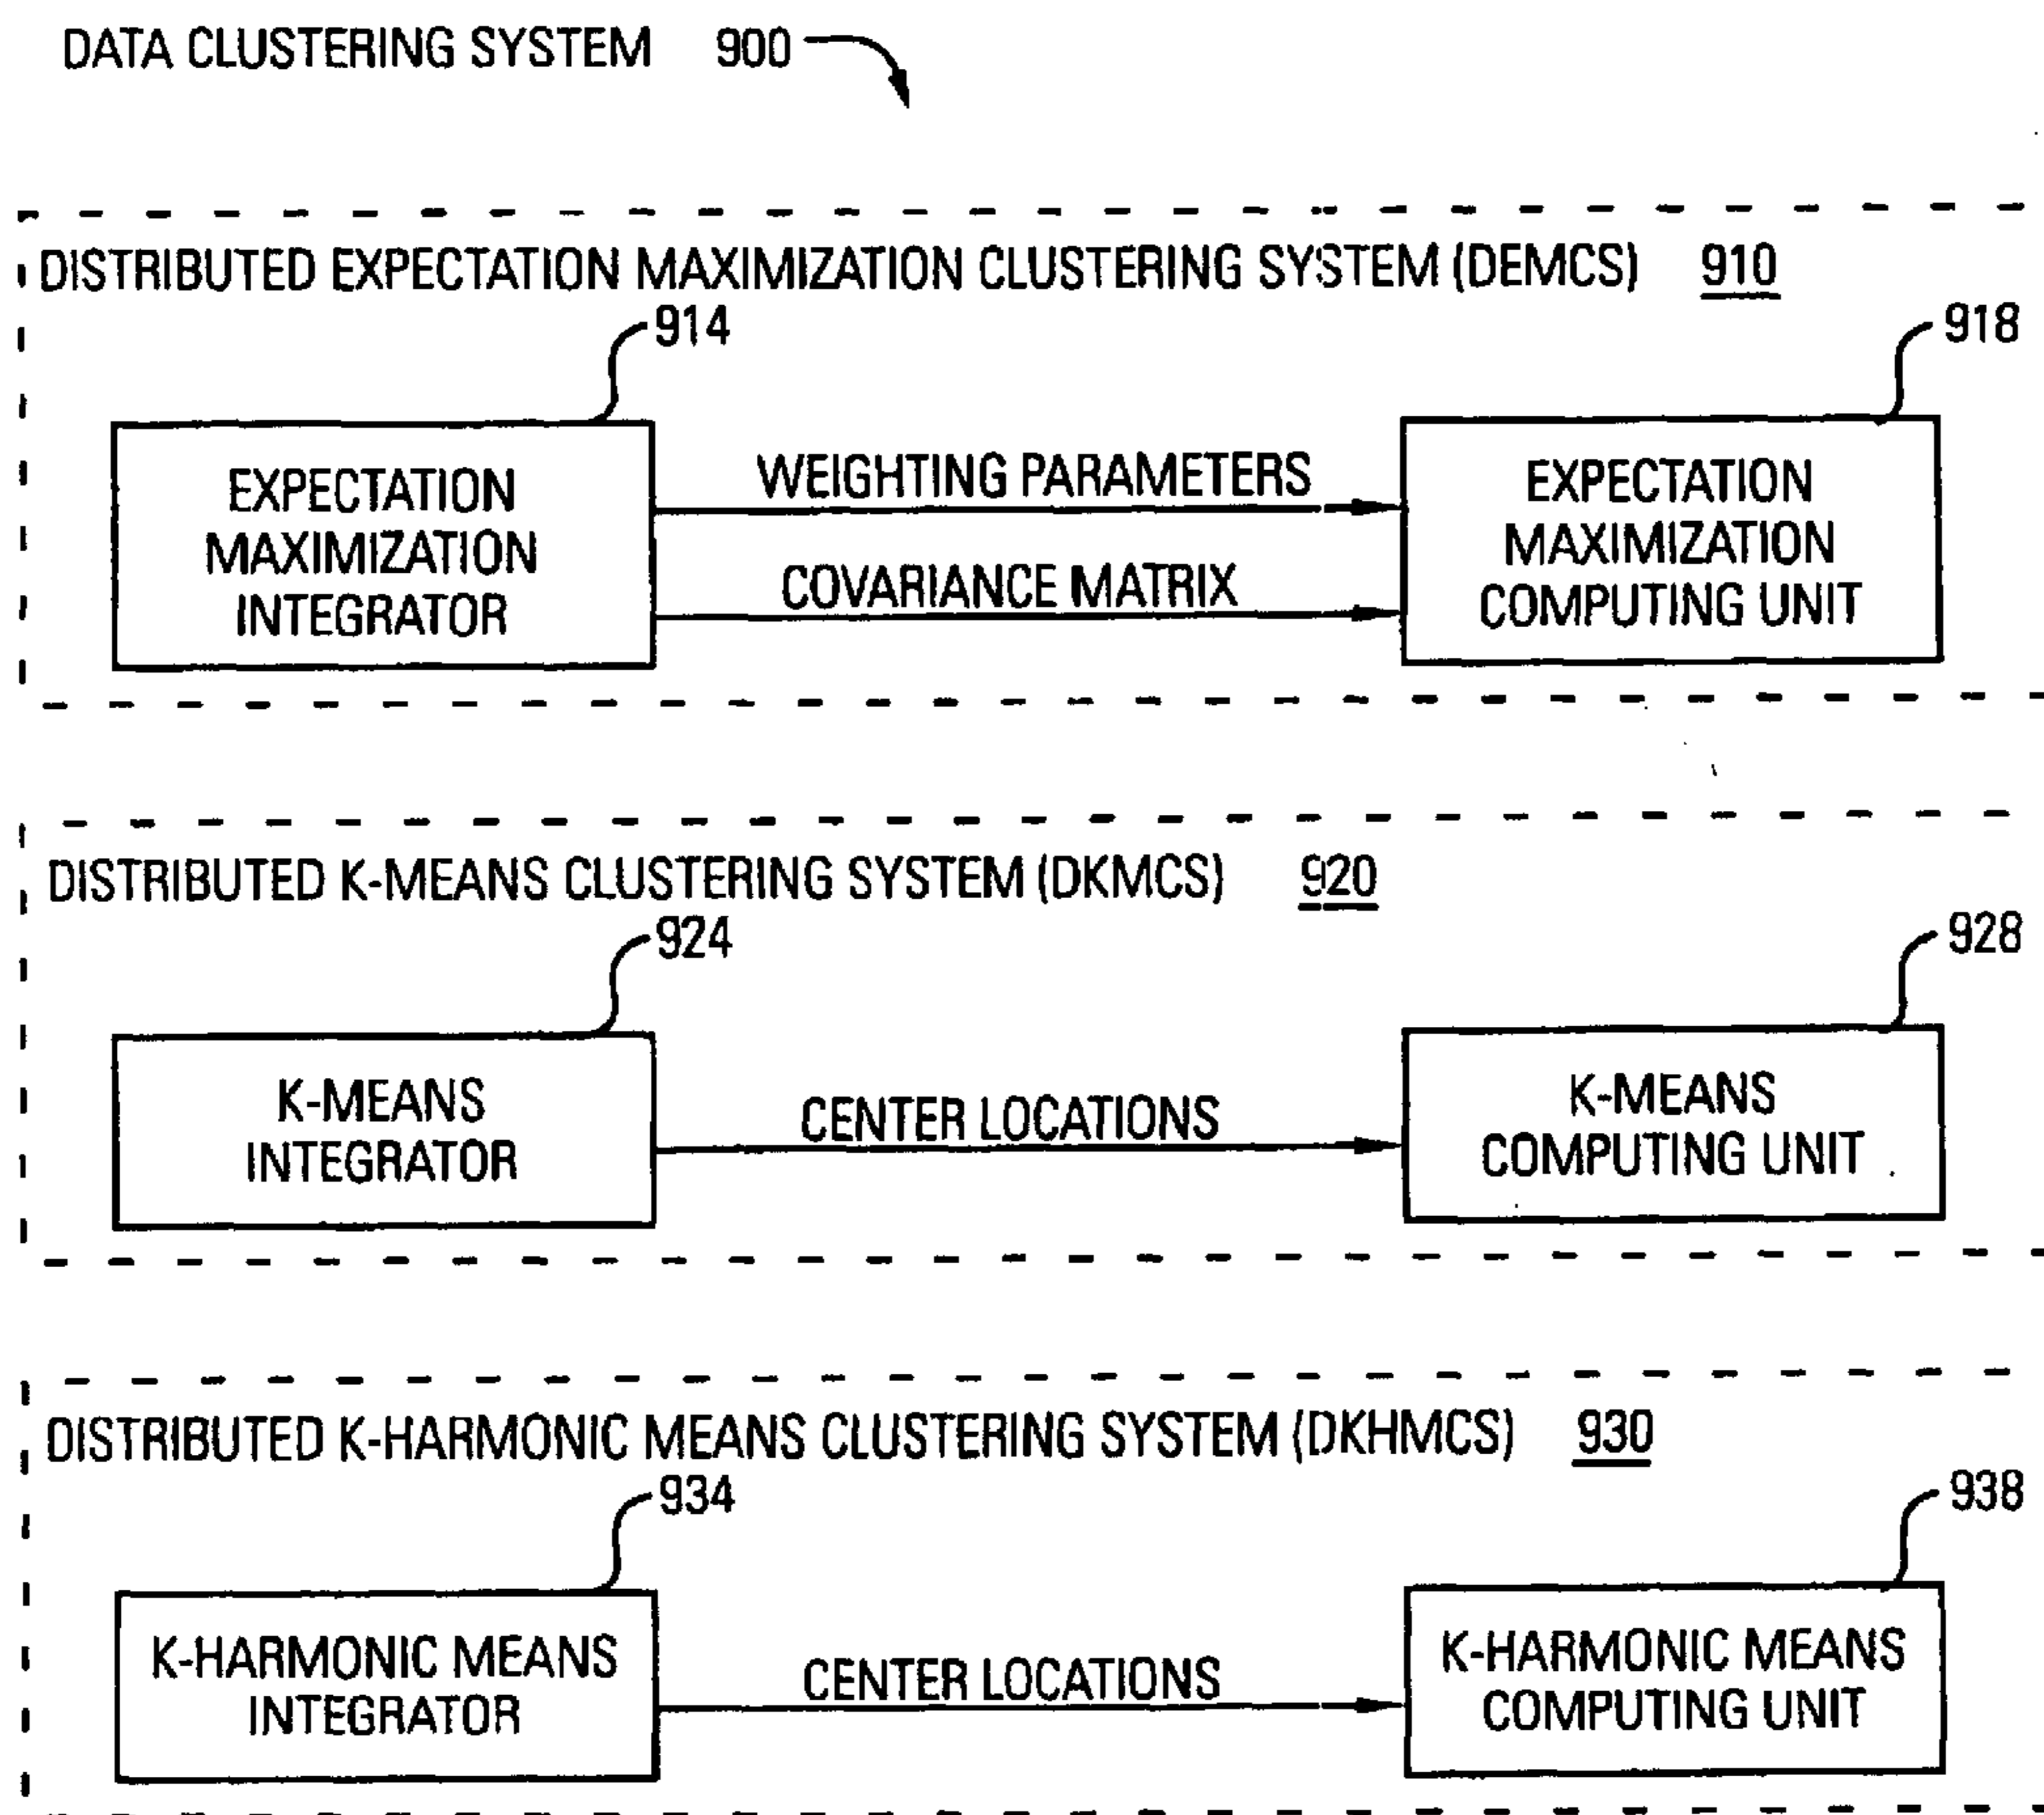 DATA CLUSTERING SYSTEM 900
DISTRIBUTED EXPECTATION MAXIMIZATION CLUSTERING SYSTEM (DEMCS) 910
914
918
EXPECTATION
MAXIMIZATION
INTEGRATOR
WEIGHTING PARAMETERS
COVARIANCE MATRIX
EXPECTATION
MAXIMIZATION
COMPUTING UNIT
DISTRIBUTED K-MEANS CLUSTERING SYSTEM (DKMCS) 920
924
928
K-MEANS
INTEGRATOR
CENTER LOCATIONS
K-MEANS
COMPUTING UNIT
DISTRIBUTED K-HARMONIC MEANS CLUSTERING SYSTEM (DKHMCS) 930
934
938
K-HARMONIC MEANS
INTEGRATOR
CENTER LOCATIONS
K-HARMONIC MEANS
COMPUTING UNIT